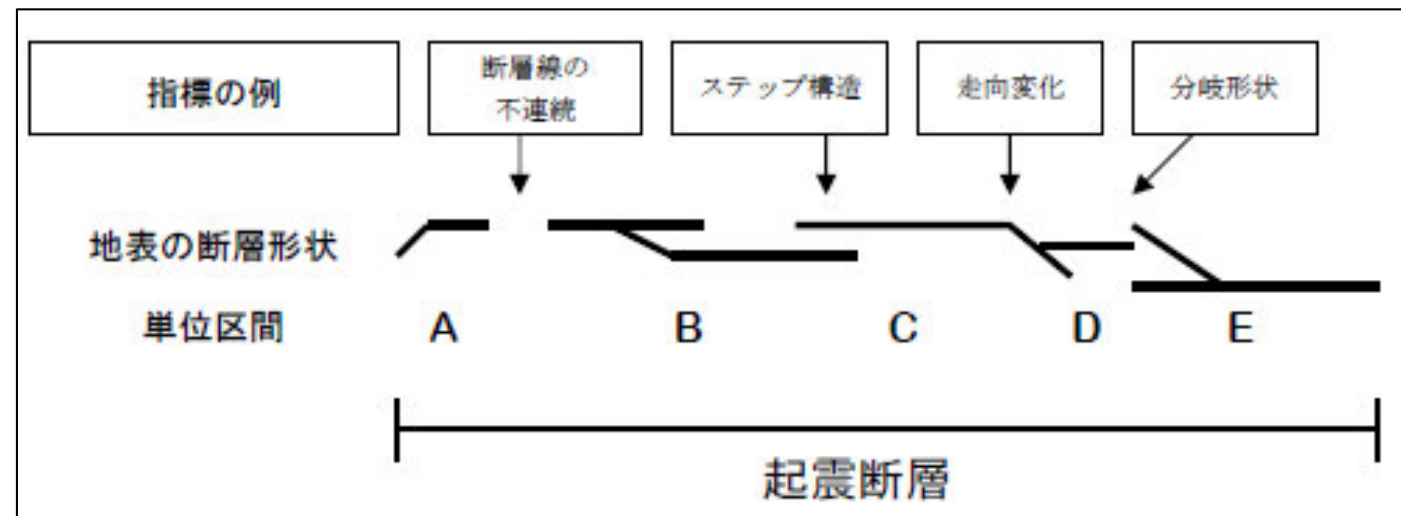 指標の例
断層線の
不連続
ステップ構造
走向変化
分岐形状
地表の断層形状
単位区間
A
B
C
D
E
起震断層